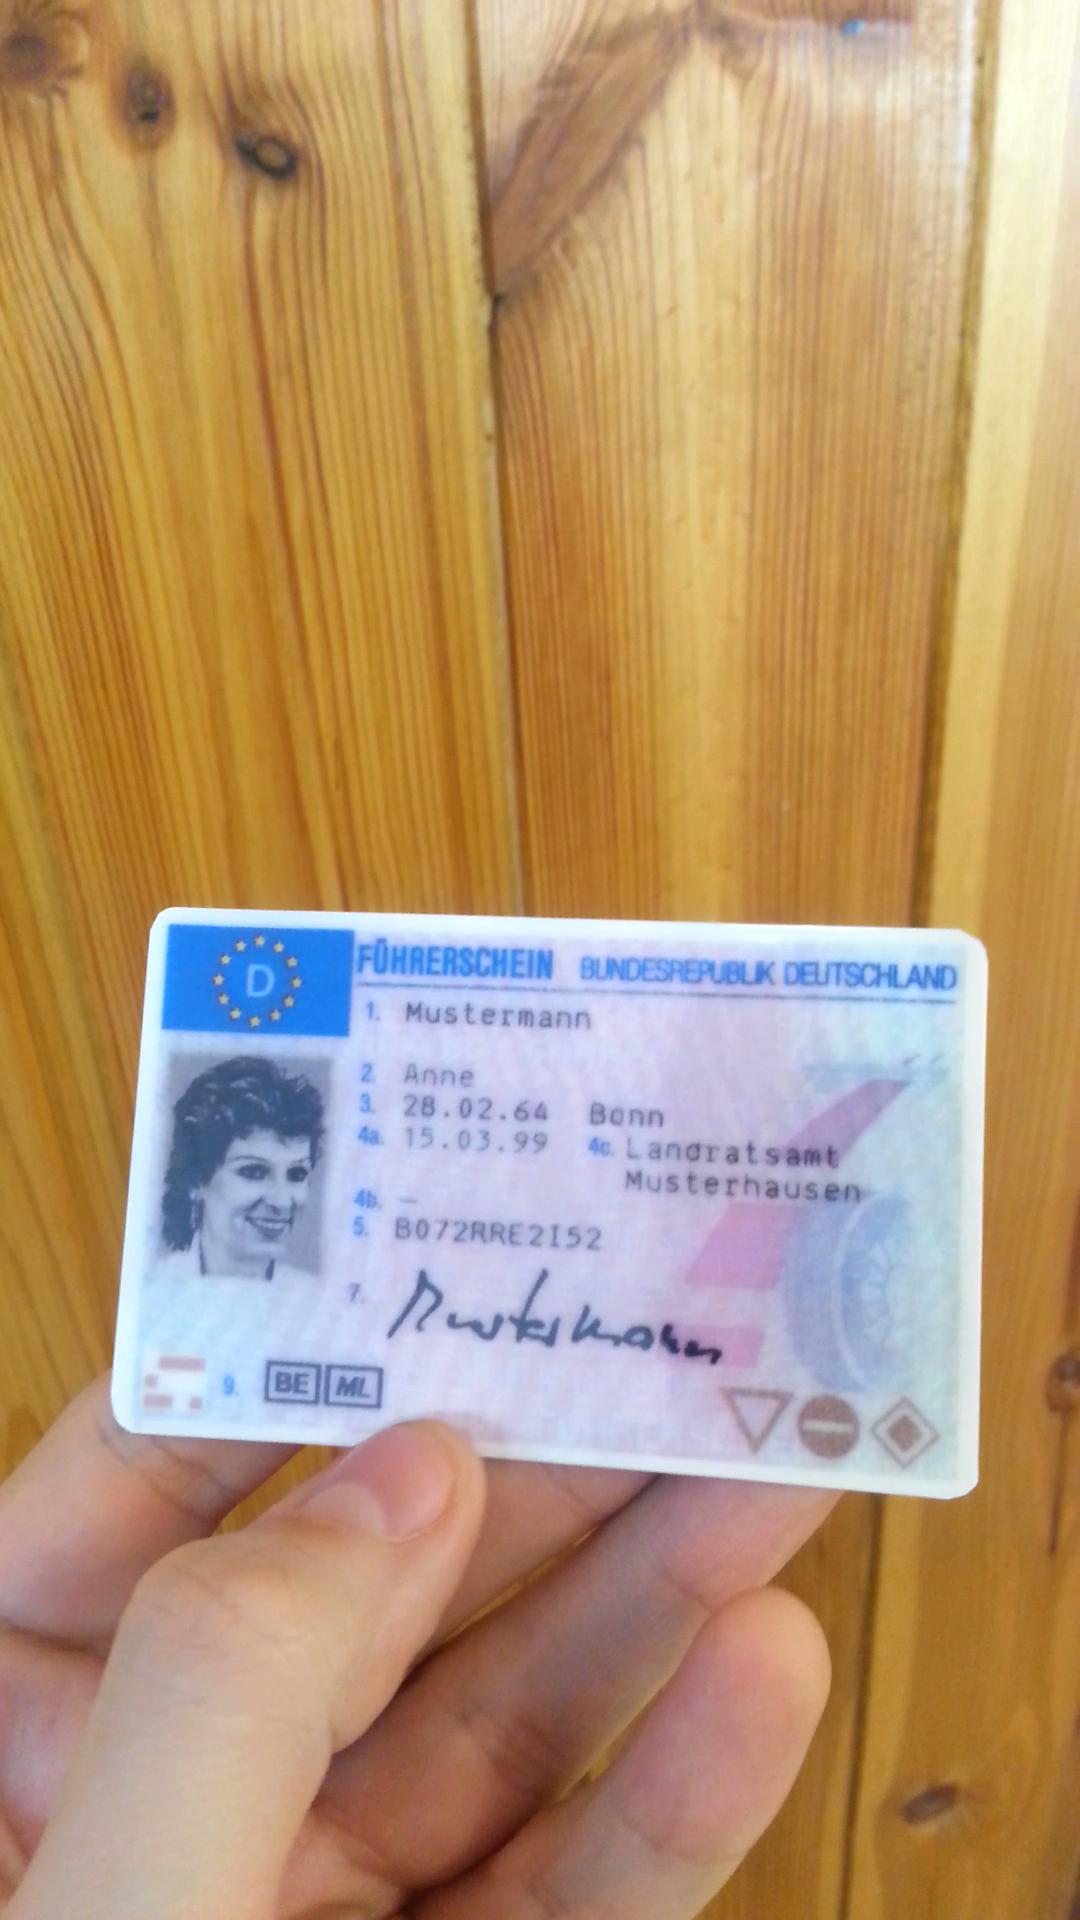 D
FÜHRERSCHEIN BUNDESREPUBLIK DEUTSCHLAND
1. Mustermann
2. Anne
3. 28.02.64 Bonn
4a. 15.03.99 4c. Landratsamt
Musterhausen
4b. —
5. B072RRE2I52
7. Mustermann
9. BE ML